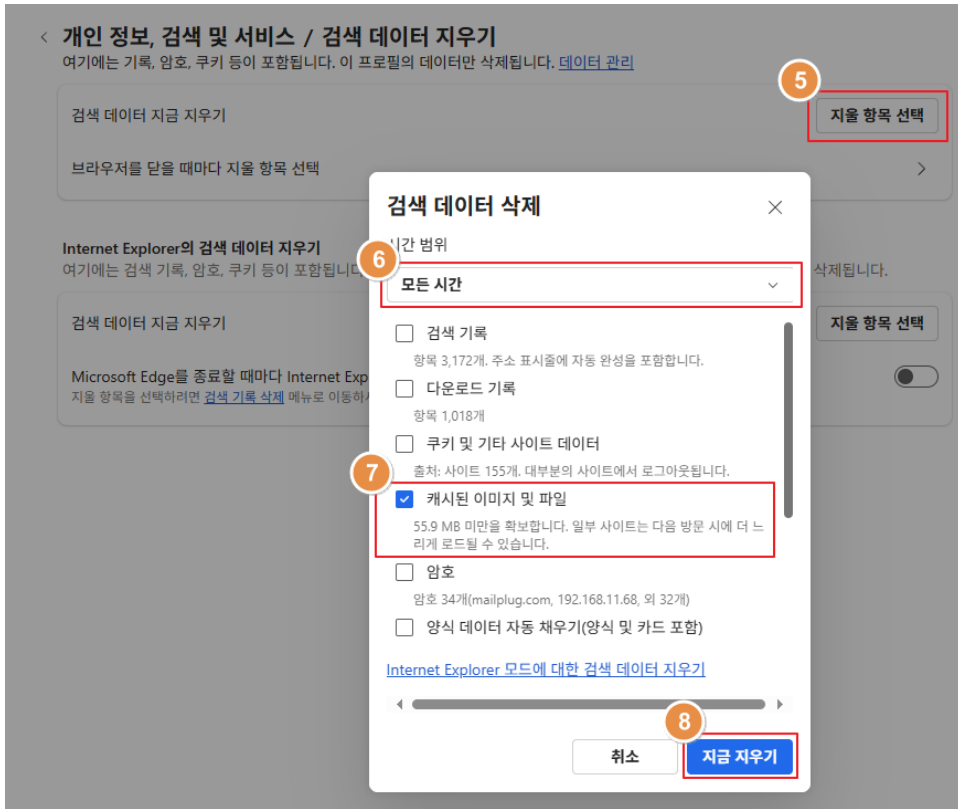 개인 정보, 검색 및 서비스 / 검색 데이터 지우기
여기에는 기록, 암호, 쿠키 등이 포함됩니다. 이 프로필의 데이터만 삭제됩니다. 데이터 관리
5
검색 데이터 지금 지우기
지울 항목 선택
브라우저를 닫을 때마다 지울 항목 선택
Internet Explorer의 검색 데이터 지우기
여기에는 검색 기록, 암호, 쿠키 등이 포함됩니다
삭제됩니다.
검색 데이터 지금 지우기
지울 항목 선택
Microsoft Edge를 종료할 때마다 Internet Exp
지울 항목을 선택하려면 검색 기록 삭제 메뉴로 이동하
검색 데이터 삭제
시간 범위
6
모든 시간
검색 기록
항목 3,172개. 주소 표시줄에 자동 완성을 포함합니다.
다운로드 기록
항목 1,018개
쿠키 및 기타 사이트 데이터
출처: 사이트 155개. 대부분의 사이트에서 로그아웃됩니다.
7
캐시된 이미지 및 파일
55.9 MB 미만을 확보합니다. 일부 사이트는 다음 방문 시에 더 느
리게 로드될 수 있습니다.
암호
암호 34개(mailplug.com, 192.168.11.68, 외 32개)
양식 데이터 자동 채우기(양식 및 카드 포함)
Internet Explorer 모드에 대한 검색 데이터 지우기
8
취소
지금 지우기